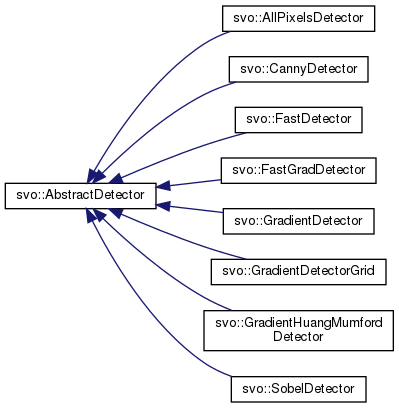 svo::AllPixelsDetector
svo::CannyDetector
svo::FastDetector
svo::FastGradDetector
svo::AbstractDetector
svo::GradientDetector
svo::GradientDetectorGrid
svo::GradientHuangMumford
Detector
svo::SobelDetector